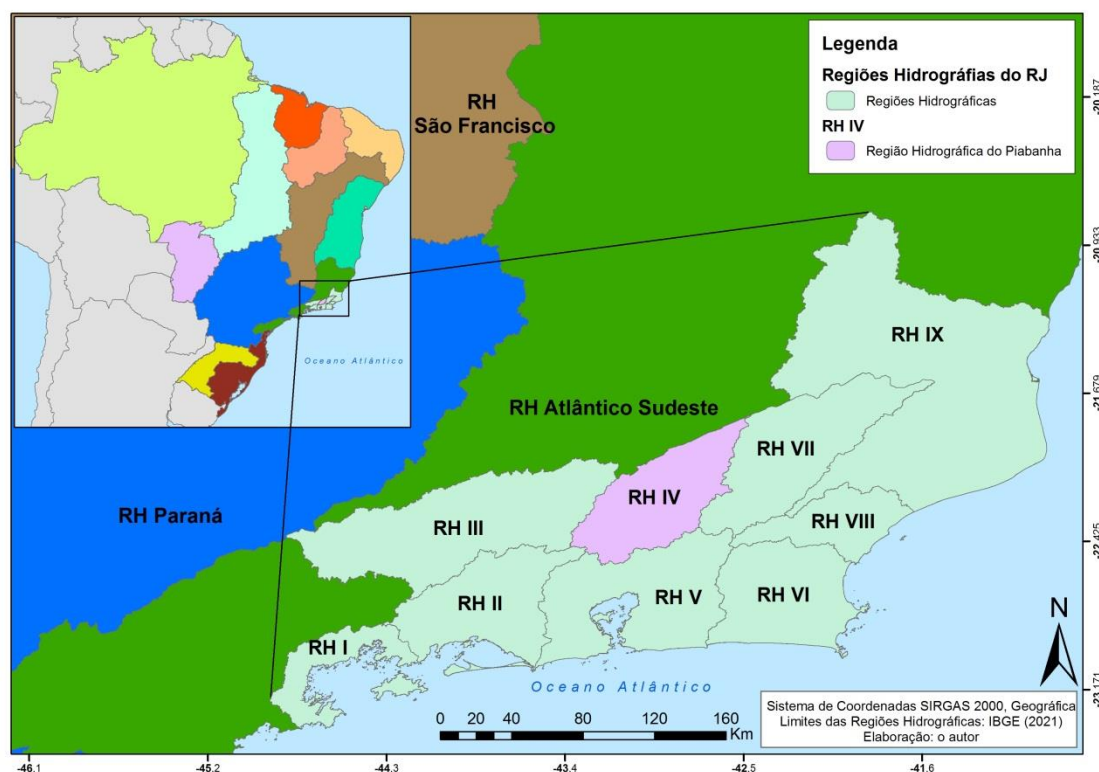 Legenda
Regiões Hidrográfias do RJ
Regiões Hidrográficas
RH IV
Região Hidrográfica do Piabanha
Oceano Atlântico
RH
São Francisco
RH IX
RH Atlântico Sudeste
RH VII
RH IV
RH Paraná
RH VIII
RH III
RH V
RH VI
RH II
RH I
N
Oceano Atlântico
0 20 40 80 120 160
Km
Sistema de Coordenadas SIRGAS 2000, Geográfica
Limites das Regiões Hidrográficas: IBGE (2021)
Elaboração: o autor
-20.187
-20.933
-21.679
-22.425
-23.171
-46.1 -45.2 -44.3 -43.4 -42.5 -41.6